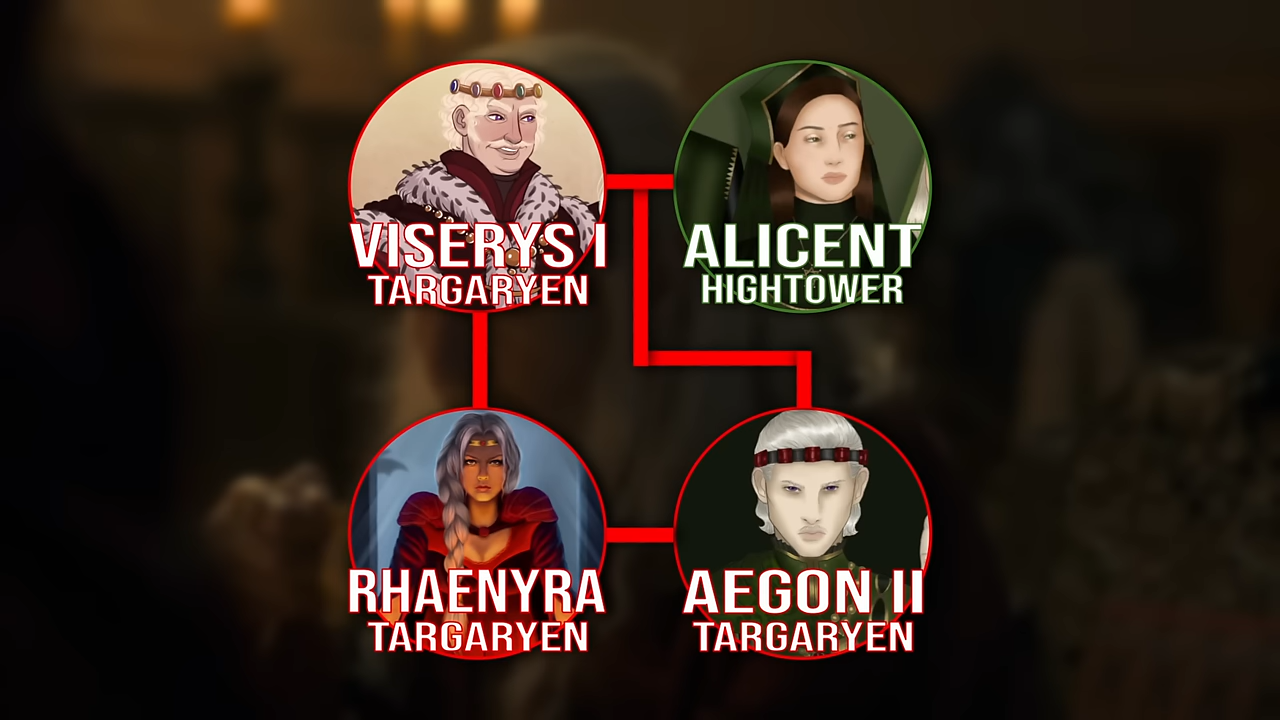 VISERYS I
TARGARYEN
ALICENT
HIGHTOWER
RHAENYRA
TARGARYEN
AEGON II
TARGARYEN